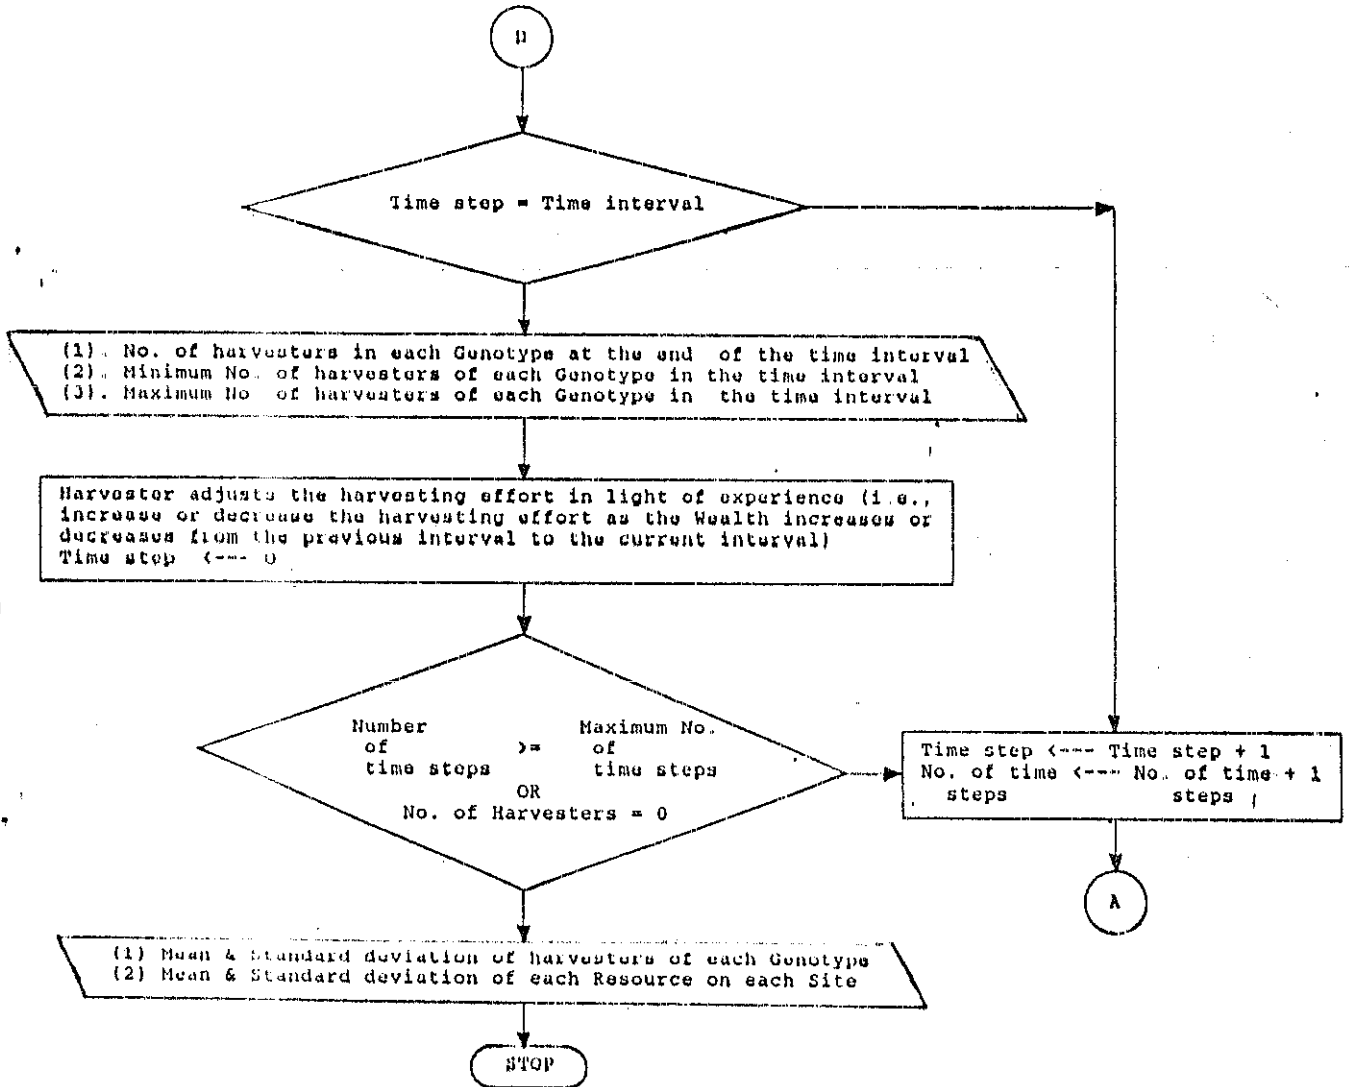 Time step = Time interval
(1). No. of harvesters in each Genotype at the end of the time interval
(2). Minimum No. of harvesters of each Genotype in the time interval
(3). Maximum No of harvesters of each Genotype in the time interval
Harvester adjusts the harvesting effort in light of experience (i.e.,
increase or decrease the harvesting effort as the Wealth increases or
decreases from the previous interval to the current interval)
Time step <--- 0
Number Maximum No.
of >= of
time steps time steps
OR
No. of Harvesters = 0
Time step <--- Time step + 1
No. of time <--- No. of time + 1
steps steps
A
(1) Mean & Standard deviation of harvesters of each Genotype
(2) Mean & Standard deviation of each Resource on each Site
STOP